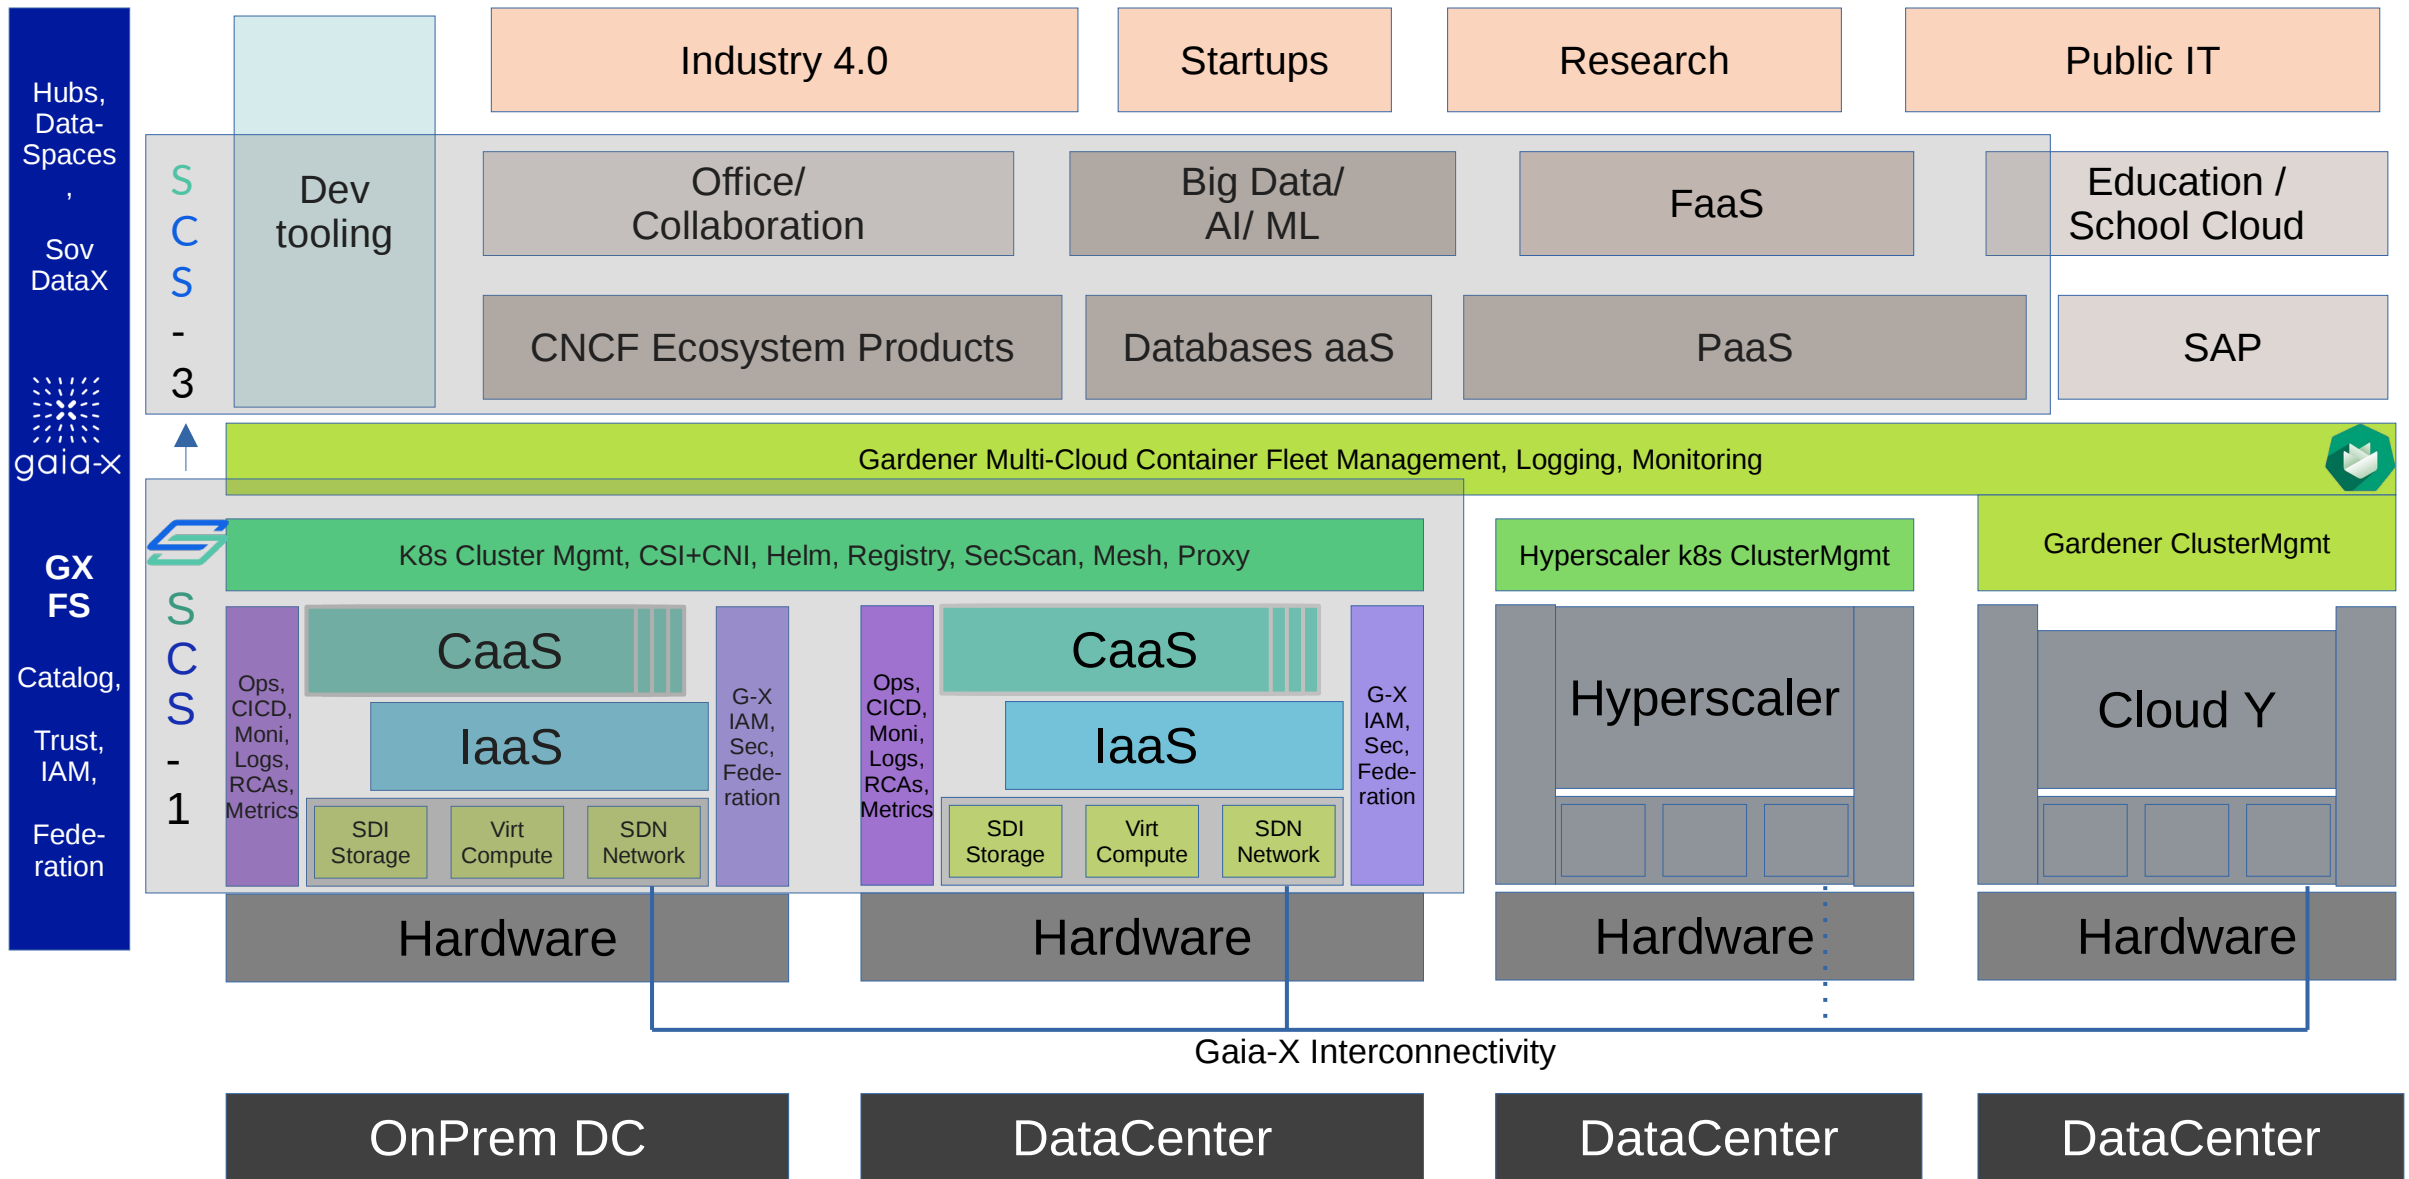 Hubs,
Data-
Spaces
,
Sov
DataX
gaia-x
GX
FS
Catalog,
Trust,
IAM,
Fede-
ration
Industry 4.0
Startups
Research
Public IT
S
C
S
-
3
Dev
tooling
Office/
Collaboration
Big Data/
AI/ ML
FaaS
Education /
School Cloud
CNCF Ecosystem Products
Databases aaS
PaaS
SAP
Gardener Multi-Cloud Container Fleet Management, Logging, Monitoring
S
C
S
-
1
K8s Cluster Mgmt, CSI+CNI, Helm, Registry, SecScan, Mesh, Proxy
Hyperscaler k8s ClusterMgmt
Gardener ClusterMgmt
Ops,
CICD,
Moni,
Logs,
RCAs,
Metrics
CaaS
IaaS
SDI
Storage
Virt
Compute
SDN
Network
G-X
IAM,
Sec,
Fede-
ration
Ops,
CICD,
Moni,
Logs,
RCAs,
Metrics
CaaS
IaaS
SDI
Storage
Virt
Compute
SDN
Network
G-X
IAM,
Sec,
Fede-
ration
Hyperscaler
Cloud Y
Hardware
Hardware
Hardware
Hardware
Gaia-X Interconnectivity
OnPrem DC
DataCenter
DataCenter
DataCenter